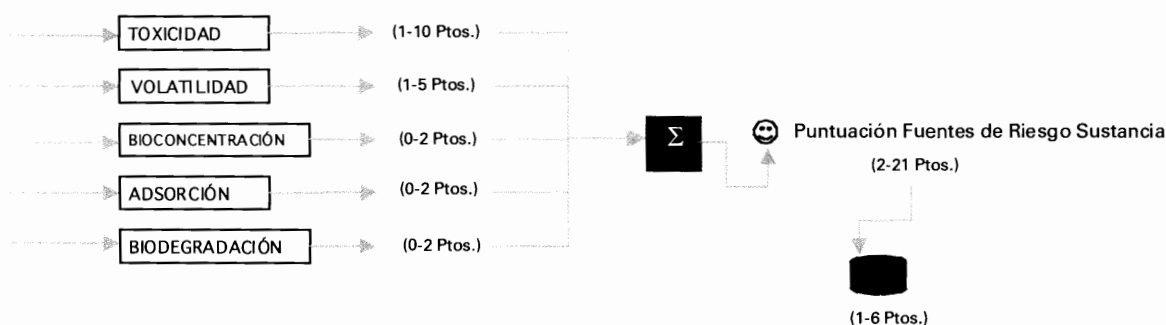 TOXICIDAD (1-10 Ptos.)
VOLATILIDAD (1-5 Ptos.)
BIOCONCENTRACIÓN (0-2 Ptos.)
Σ
Puntuación Fuentes de Riesgo Sustancia
(2-21 Ptos.)
ADSORCIÓN (0-2 Ptos.)
BIODEGRADACIÓN (0-2 Ptos.)
(1-6 Ptos.)